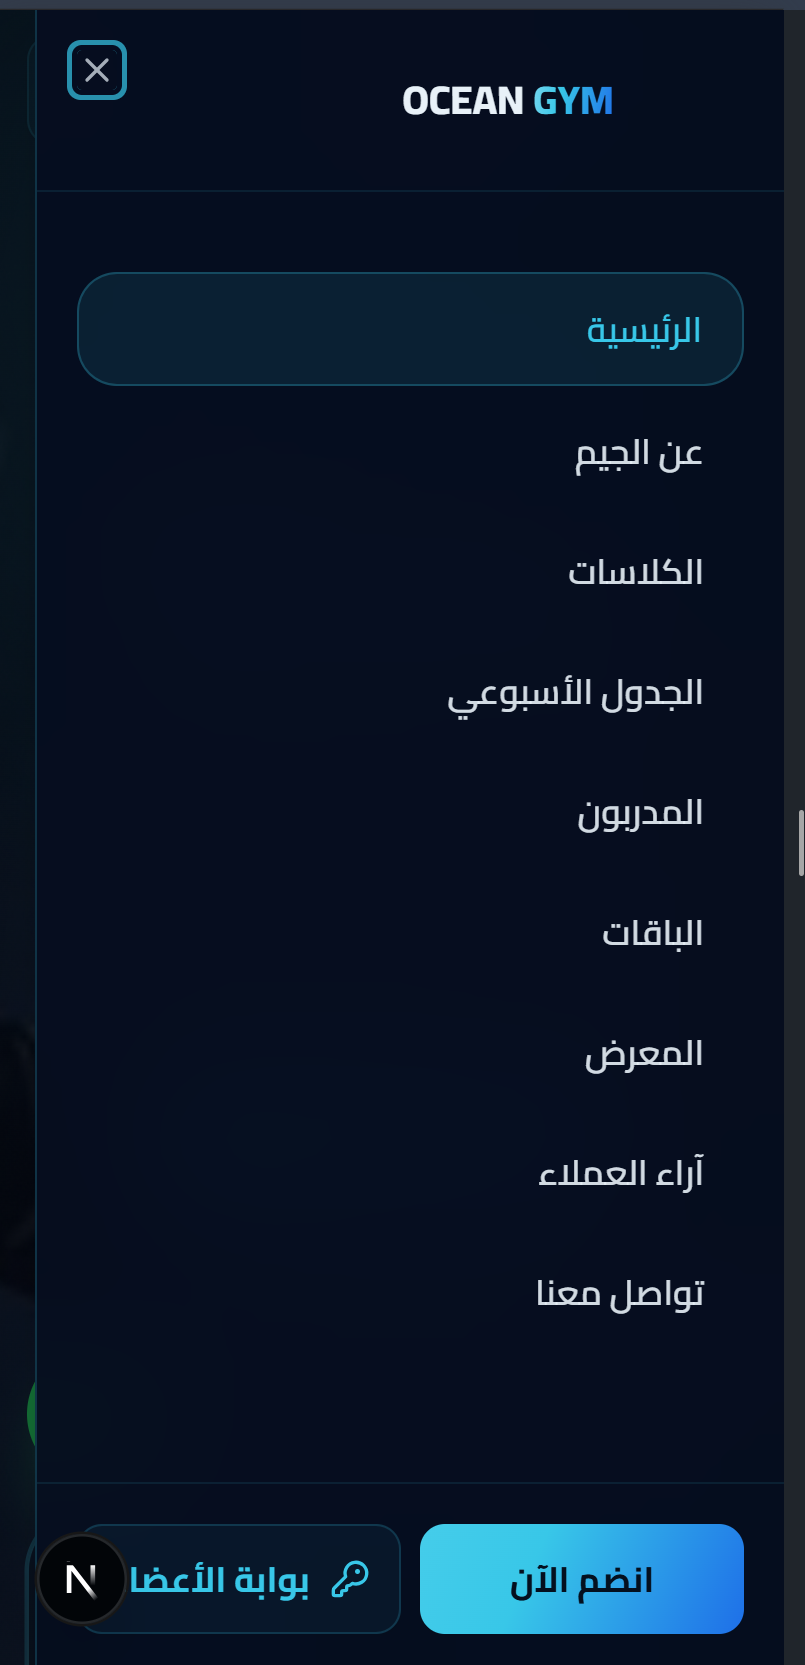 OCEAN GYM
الرئيسية
عن الجيم
الكلاسات
الجدول الأسبوعي
المدربون
الباقات
المعرض
آراء العملاء
تواصل معنا
انضم الآن
بوابة الأعضا
N